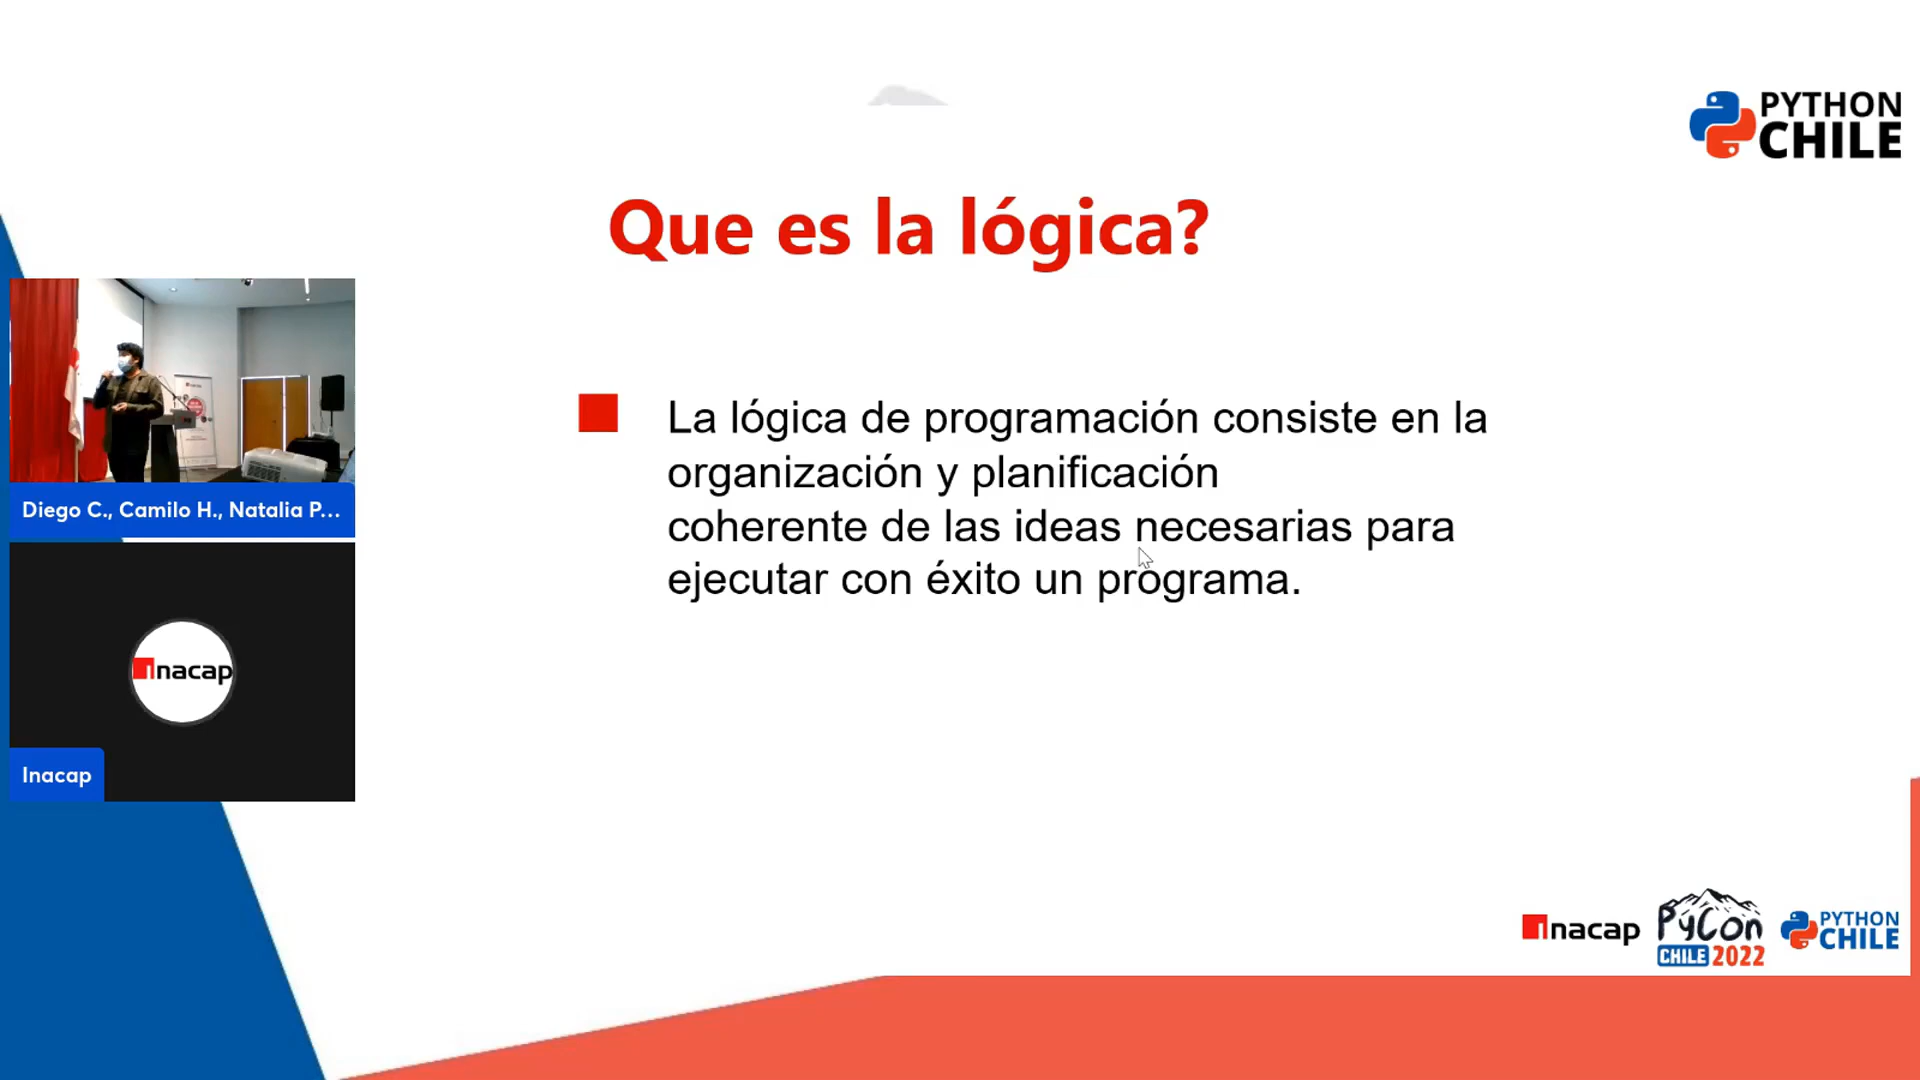 PYTHON
CHILE
Que es la lógica?
La lógica de programación consiste en la
organización y planificación
coherente de las ideas necesarias para
ejecutar con éxito un programa.
Diego C., Camilo H., Natalia P...
Inacap
Inacap
Inacap
PyCon
CHILE 2022
PYTHON
CHILE